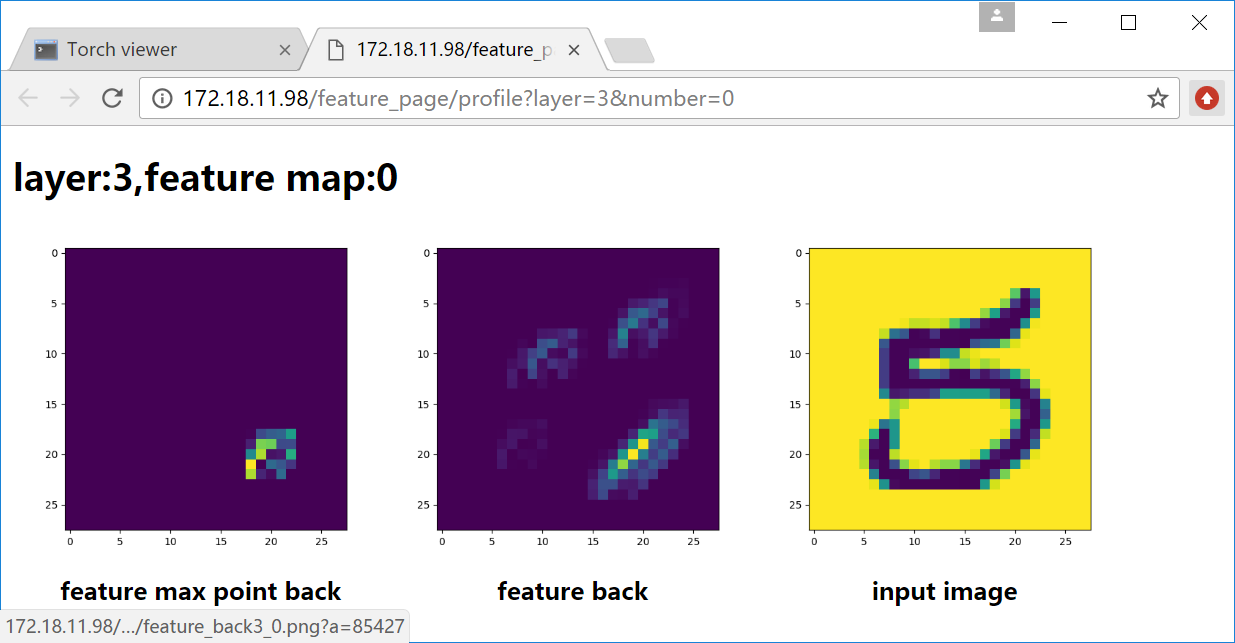 Torch viewer
172.18.11.98/feature_p
172.18.11.98/feature_page/profile?layer=3&number=0
layer:3,feature map:0
0
5
10
15
20
25
0 5 10 15 20 25
0
5
10
15
20
25
0 5 10 15 20 25
0
5
10
15
20
25
0 5 10 15 20 25
feature max point back
feature back
input image
172.18.11.98/.../feature_back3_0.png?a=85427